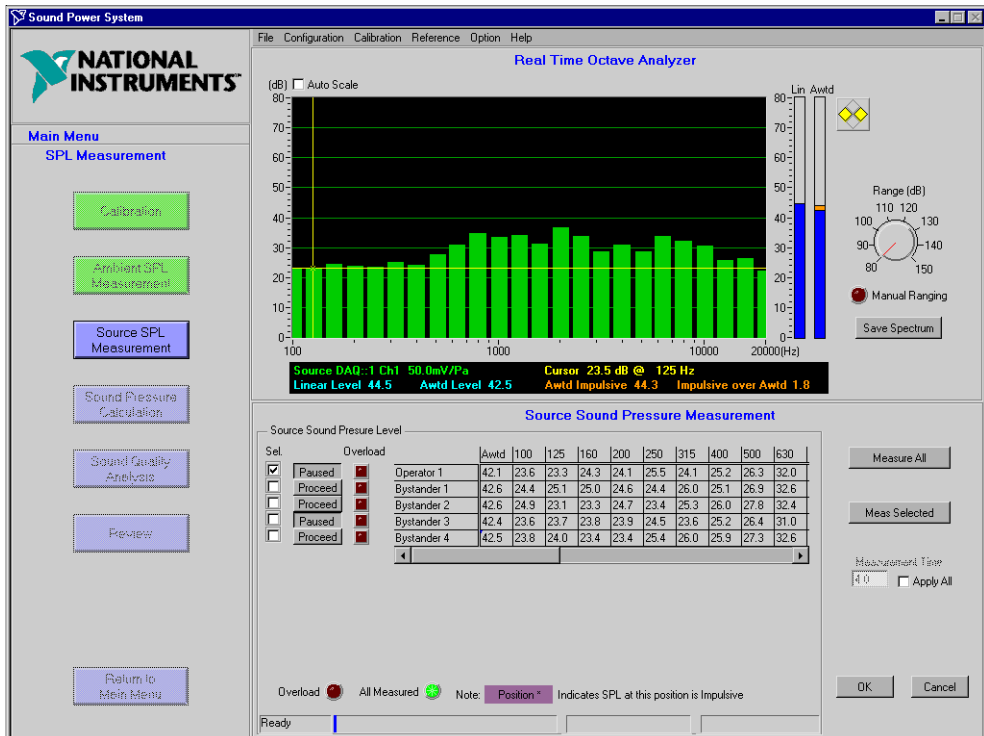 Sound Power System
NATIONAL
INSTRUMENTS™
Main Menu
SPL Measurement
Calibration
Ambient SPL
Measurement
Source SPL
Measurement
Sound Pressure
Calculation
Sound Quality
Analysis
Review
Return to
Main Menu
File Configuration Calibration Reference Option Help
Real Time Octave Analyzer
(dB) Auto Scale
80
70
60
50
40
30
20
10
0
100 1000 10000 20000(Hz)
Lin Awtd
80
70
60
50
40
30
20
10
0
Range (dB)
110 120
100 130
90 140
80 150
Manual Ranging
Save Spectrum
Source DAQ::1 Ch1 50.0mV/Pa Cursor 23.5 dB @ 125 Hz
Linear Level 44.5 Awtd Level 42.5 Awtd Impulsive 44.3 Impulsive over Awtd 1.8
Source Sound Pressure Measurement
Source Sound Presure Level
Sel. Overload Awtd 100 125 160 200 250 315 400 500 630
Paused Operator 1 42.1 23.6 23.3 24.3 24.1 25.5 24.1 25.2 26.3 32.0
Proceed Bystander 1 42.6 24.4 25.1 25.0 24.6 24.4 26.0 25.1 26.9 32.6
Proceed Bystander 2 42.6 24.9 23.1 23.3 24.7 23.4 25.3 26.0 27.8 32.4
Paused Bystander 3 42.4 23.6 23.7 23.8 23.9 24.5 23.6 25.2 26.4 31.0
Proceed Bystander 4 42.5 23.8 24.0 23.4 23.4 25.4 26.0 25.9 27.3 32.6
Measure All
Meas Selected
Measurement Time
4.0 Apply All
Overload All Measured Note: Position * Indicates SPL at this position is Impulsive
OK Cancel
Ready